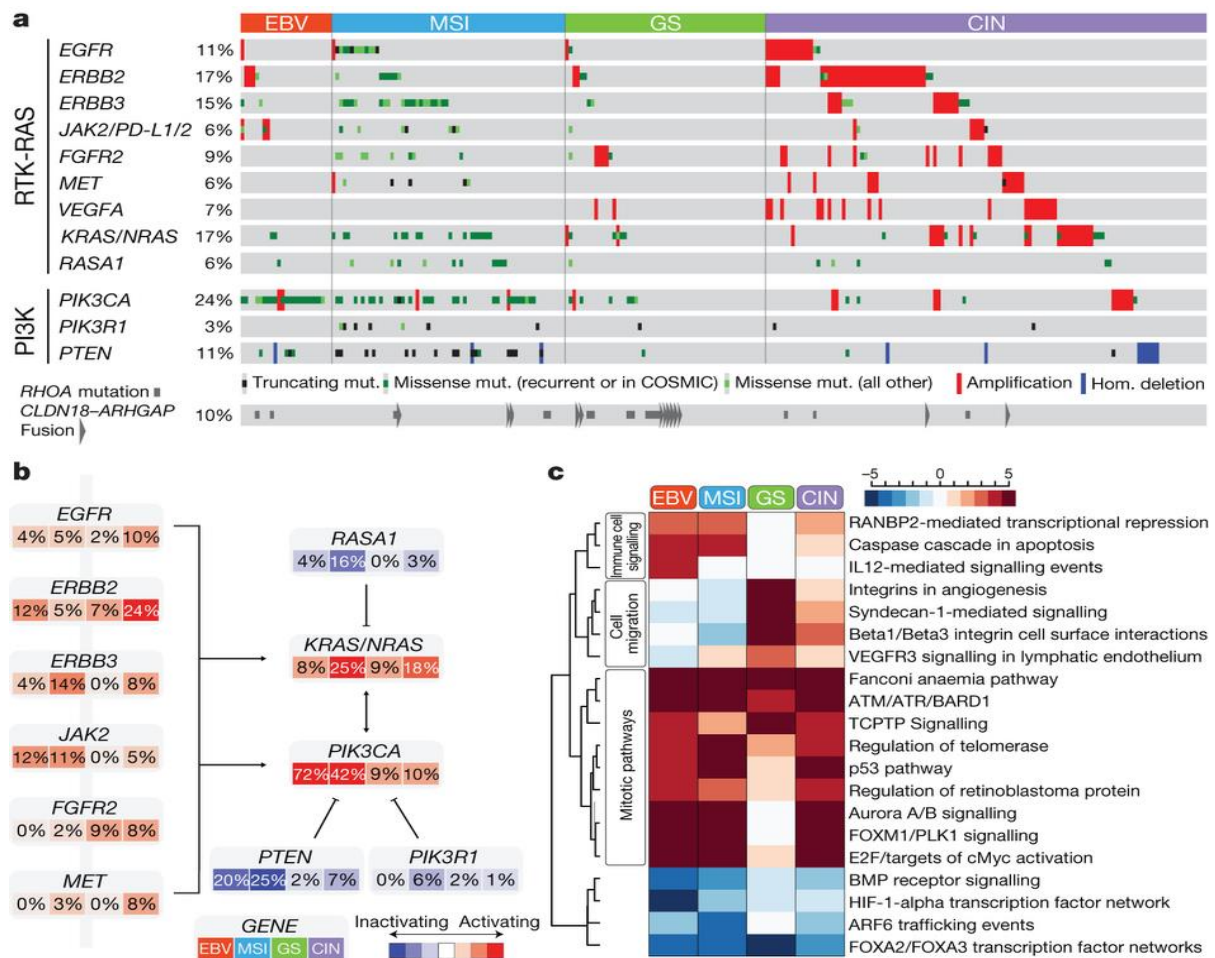 a
EBV MSI GS CIN
RTK-RAS
EGFR 11%
ERBB2 17%
ERBB3 15%
JAK2/PD-L1/2 6%
FGFR2 9%
MET 6%
VEGFA 7%
KRAS/NRAS 17%
RASA1 6%
PI3K
PIK3CA 24%
PIK3R1 3%
PTEN 11%
Truncating mut. Missense mut. (recurrent or in COSMIC) Missense mut. (all other) Amplification Hom. deletion
RHOA mutation
CLDN18–ARHGAP 10%
Fusion
b
EGFR
4% 5% 2% 10%
ERBB2
12% 5% 7% 24%
ERBB3
4% 14% 0% 8%
JAK2
12% 11% 0% 5%
FGFR2
0% 2% 9% 8%
MET
0% 3% 0% 8%
RASA1
4% 16% 0% 3%
KRAS/NRAS
8% 25% 9% 18%
PIK3CA
72% 42% 9% 10%
PTEN
20% 25% 2% 7%
PIK3R1
0% 6% 2% 1%
GENE
EBV MSI GS CIN
Inactivating Activating
c
–5 0 5
EBV MSI GS CIN
Immune cell
signalling
Cell
migration
Mitotic pathways
RANBP2-mediated transcriptional repression
Caspase cascade in apoptosis
IL12-mediated signalling events
Integrins in angiogenesis
Syndecan-1-mediated signalling
Beta1/Beta3 integrin cell surface interactions
VEGFR3 signalling in lymphatic endothelium
Fanconi anaemia pathway
ATM/ATR/BARD1
TCPTP Signalling
Regulation of telomerase
p53 pathway
Regulation of retinoblastoma protein
Aurora A/B signalling
FOXM1/PLK1 signalling
E2F/targets of cMyc activation
BMP receptor signalling
HIF-1-alpha transcription factor network
ARF6 trafficking events
FOXA2/FOXA3 transcription factor networks